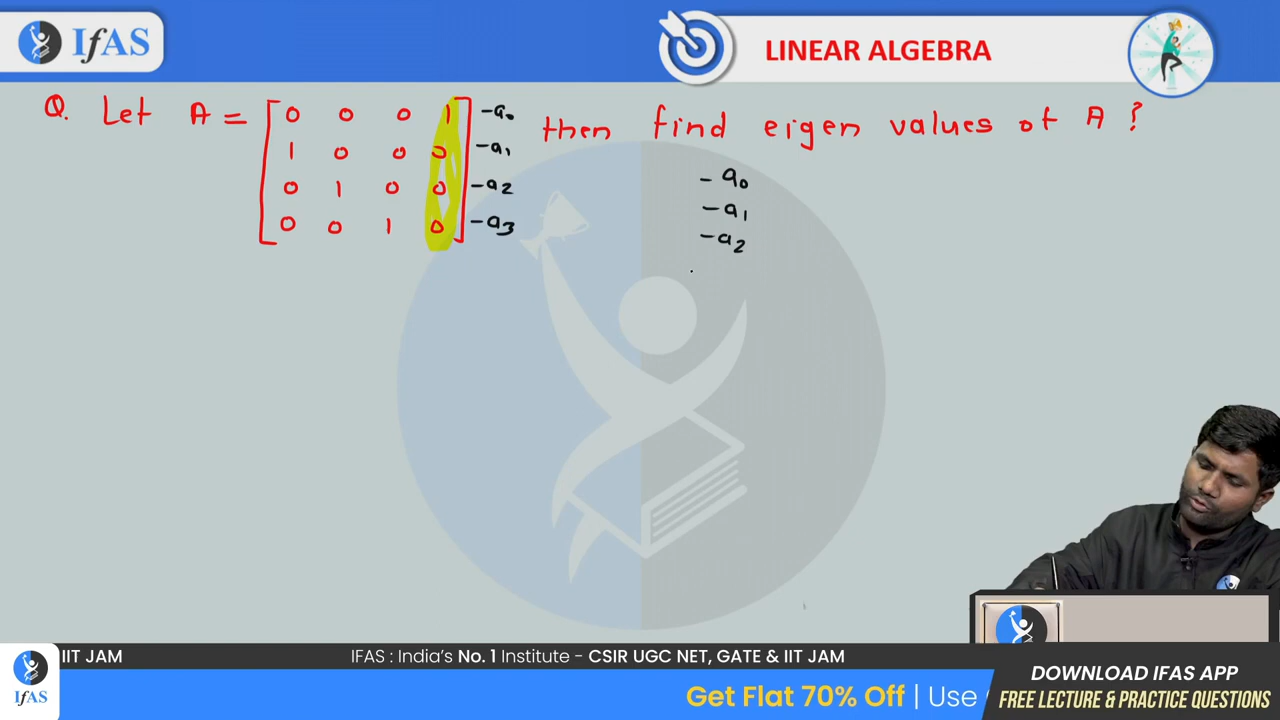 IfAS
LINEAR ALGEBRA
Q. Let A = [ 0 0 0 1 ] -a₀ then find eigen values of A ?
1 0 0 0 -a₁
0 1 0 0 -a₂
0 0 1 0 -a₃
-a₀
-a₁
-a₂
IIT JAM
IFAS : India's No. 1 Institute - CSIR UGC NET, GATE & IIT JAM
IfAS
Get Flat 70% Off | Use
DOWNLOAD IFAS APP
FREE LECTURE & PRACTICE QUESTIONS